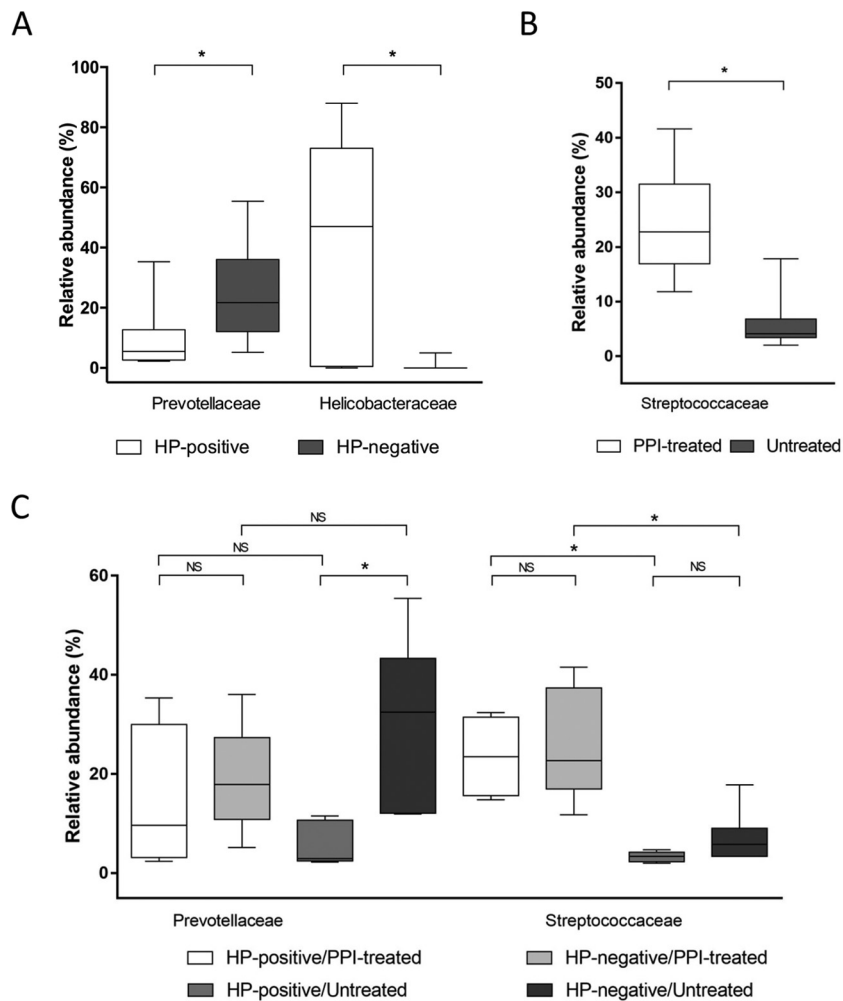 A
B
*
*
*
100
80
60
40
20
0
Relative abundance (%)
Prevotellaceae
Helicobacteraceae
HP-positive
HP-negative
50
40
30
20
10
0
Relative abundance (%)
Streptococcaceae
PPI-treated
Untreated
C
NS
*
NS
*
NS
*
NS
NS
60
40
20
0
Relative abundance (%)
Prevotellaceae
Streptococcaceae
HP-positive/PPI-treated
HP-negative/PPI-treated
HP-positive/Untreated
HP-negative/Untreated